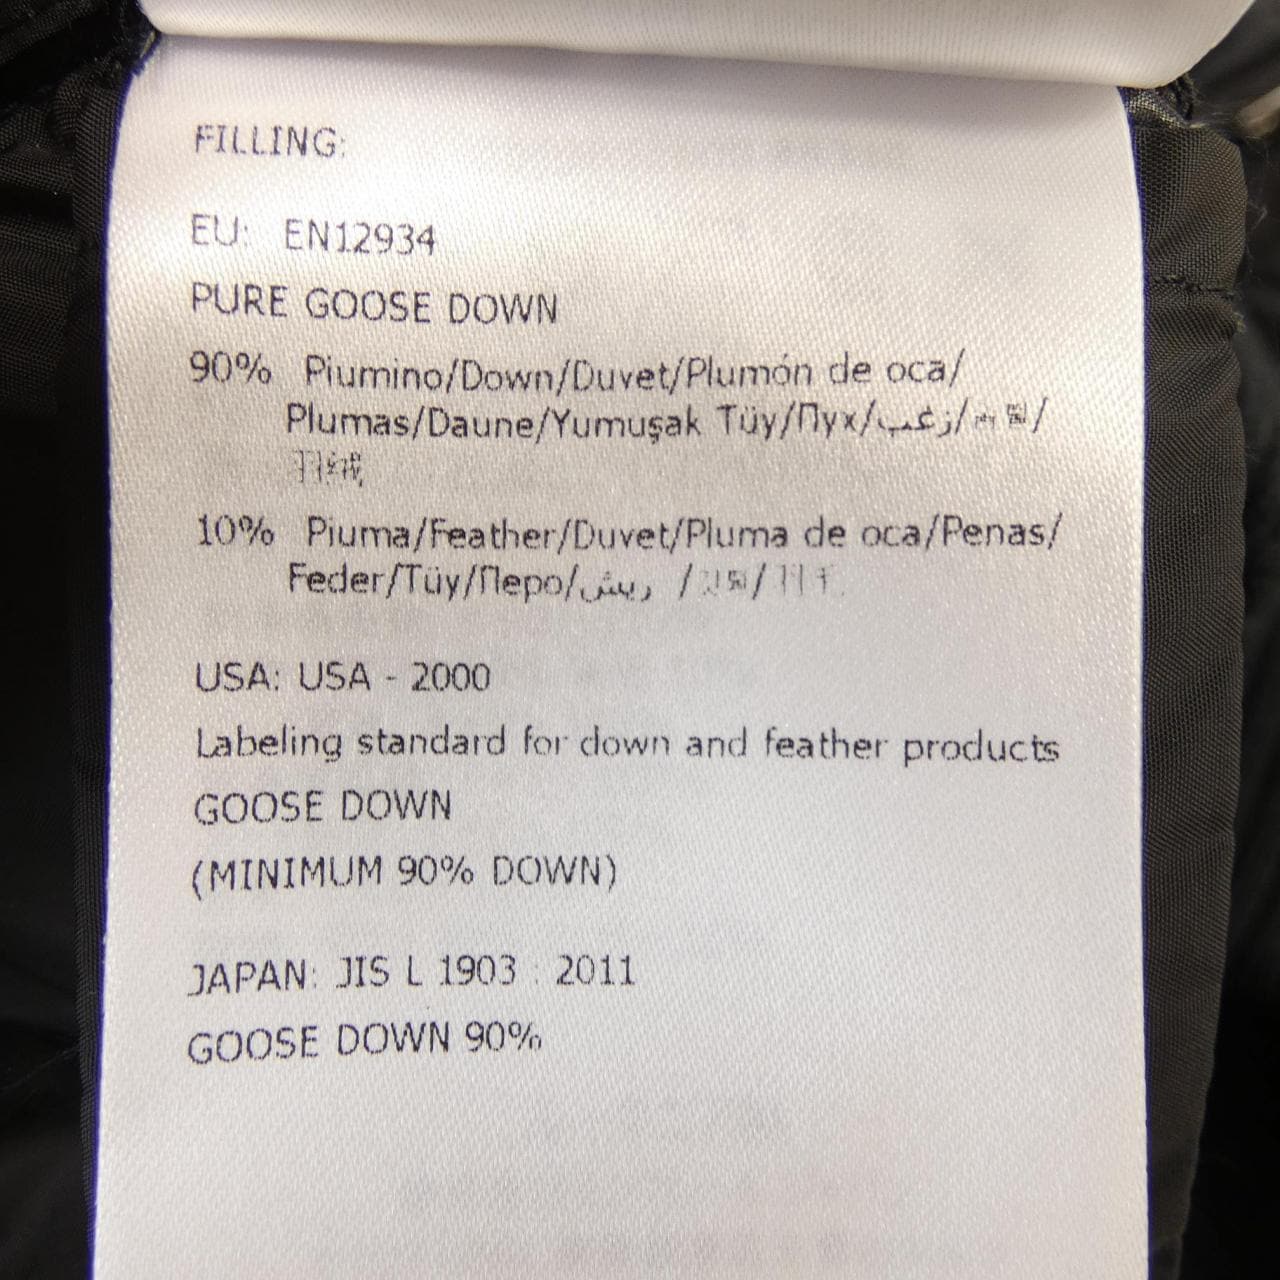 FILLING:
EU: EN12934
PURE GOOSE DOWN
90% Piumino/Down/Duvet/Plumón de oca/
Plumas/Daune/Yumuşak Tüy/Пух/زغب/
羽绒
10% Piuma/Feather/Duvet/Pluma de oca/Penas/
Feder/Tüy/Перо/ريش /
USA: USA - 2000
Labeling standard for down and feather products
GOOSE DOWN
(MINIMUM 90% DOWN)
JAPAN: JIS L 1903 : 2011
GOOSE DOWN 90%